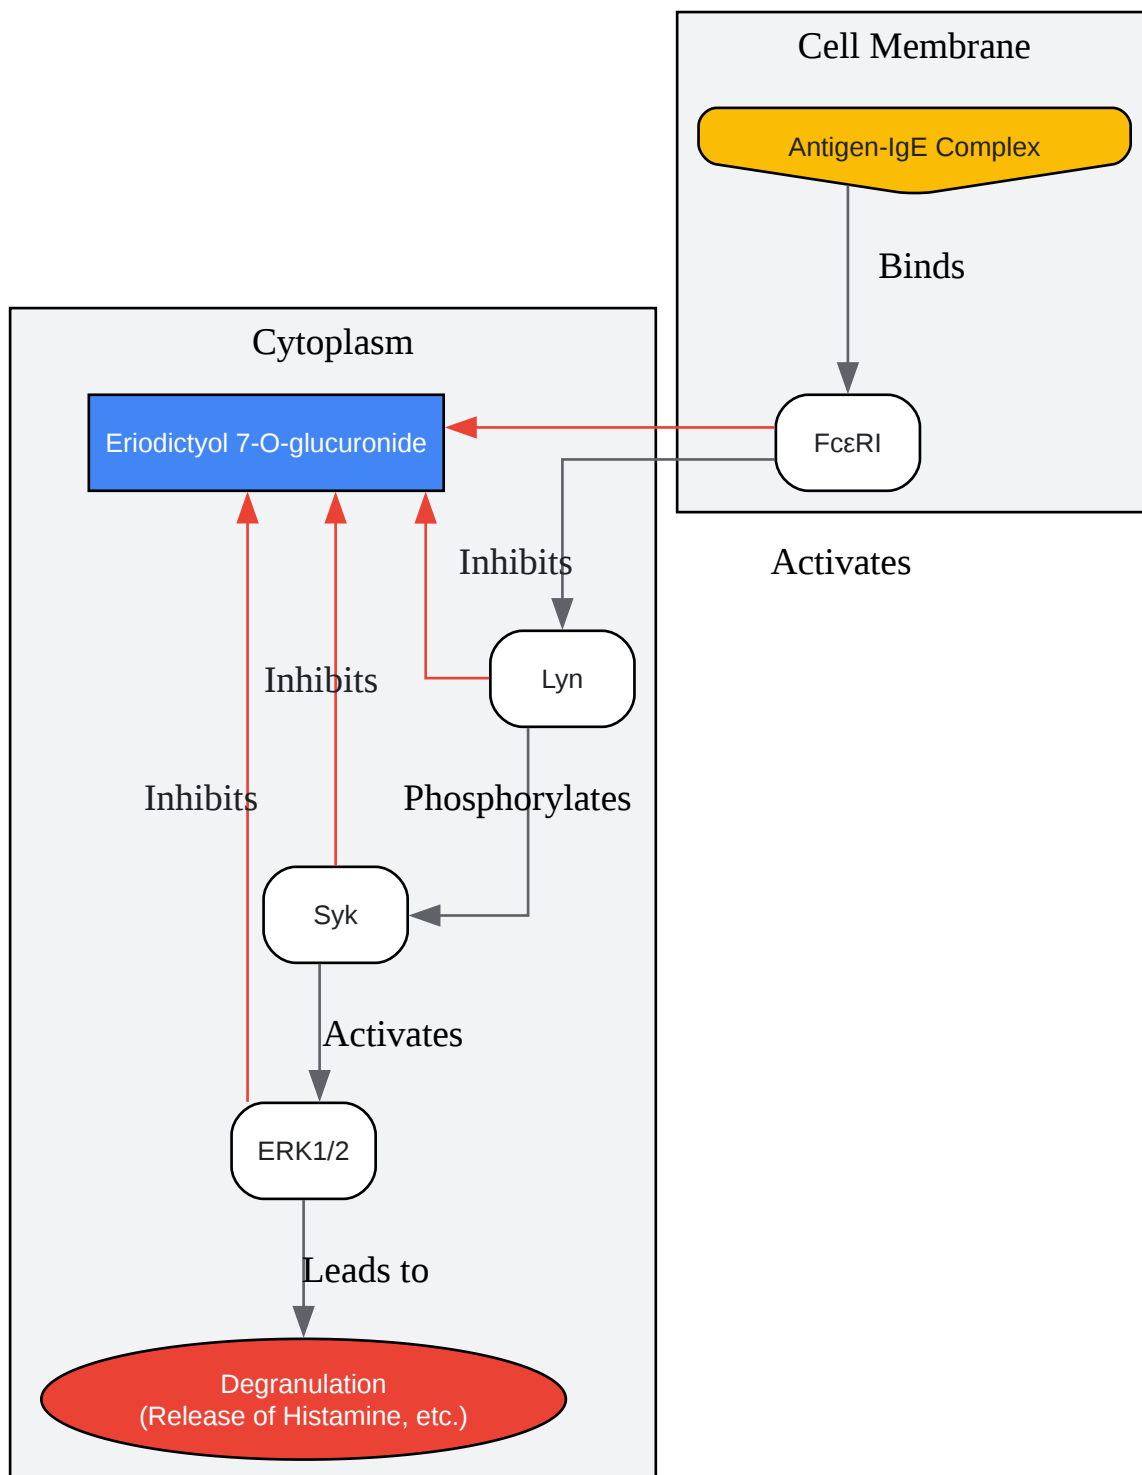 Cell Membrane
Antigen-IgE Complex
Binds
Cytoplasm
Eriodictyol 7-O-glucuronide
FcεRI
Inhibits
Activates
Lyn
Inhibits
Inhibits
Phosphorylates
Syk
Activates
ERK1/2
Leads to
Degranulation
(Release of Histamine, etc.)